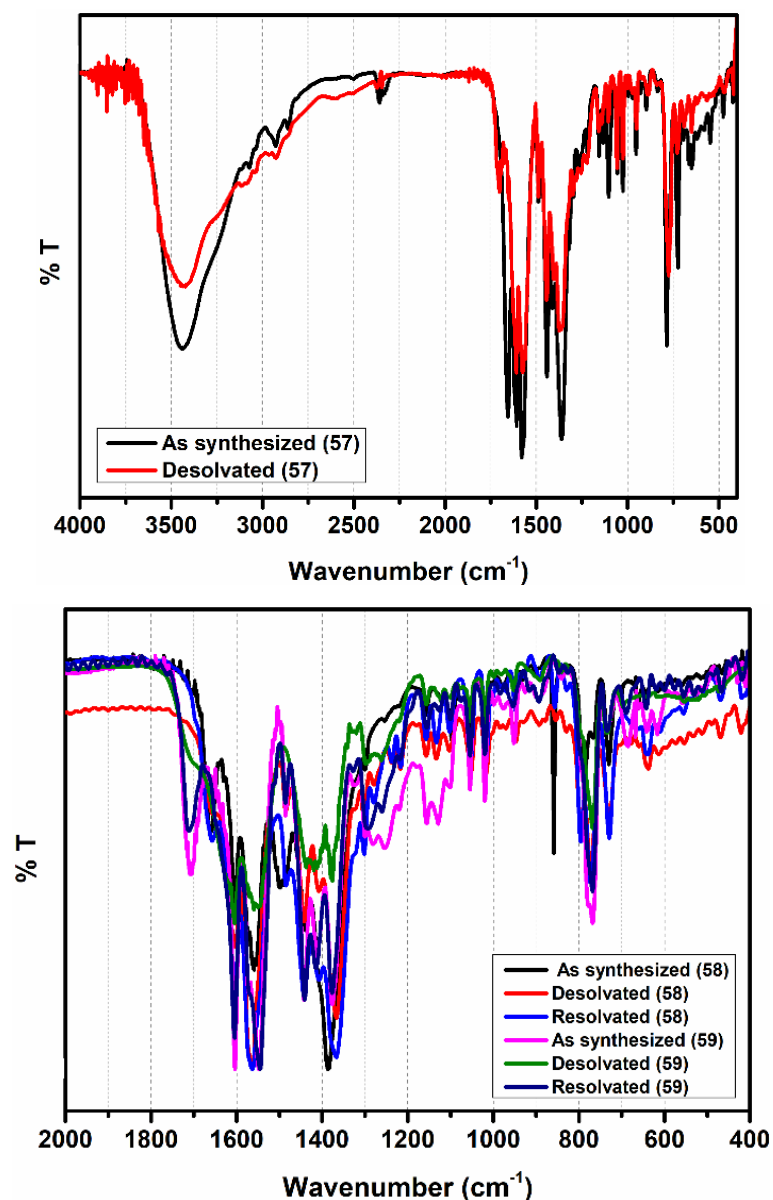 % T
As synthesized (57)
Desolvated (57)
4000 3500 3000 2500 2000 1500 1000 500
Wavenumber (cm⁻¹)
% T
As synthesized (58)
Desolvated (58)
Resolvated (58)
As synthesized (59)
Desolvated (59)
Resolvated (59)
2000 1800 1600 1400 1200 1000 800 600 400
Wavenumber (cm⁻¹)